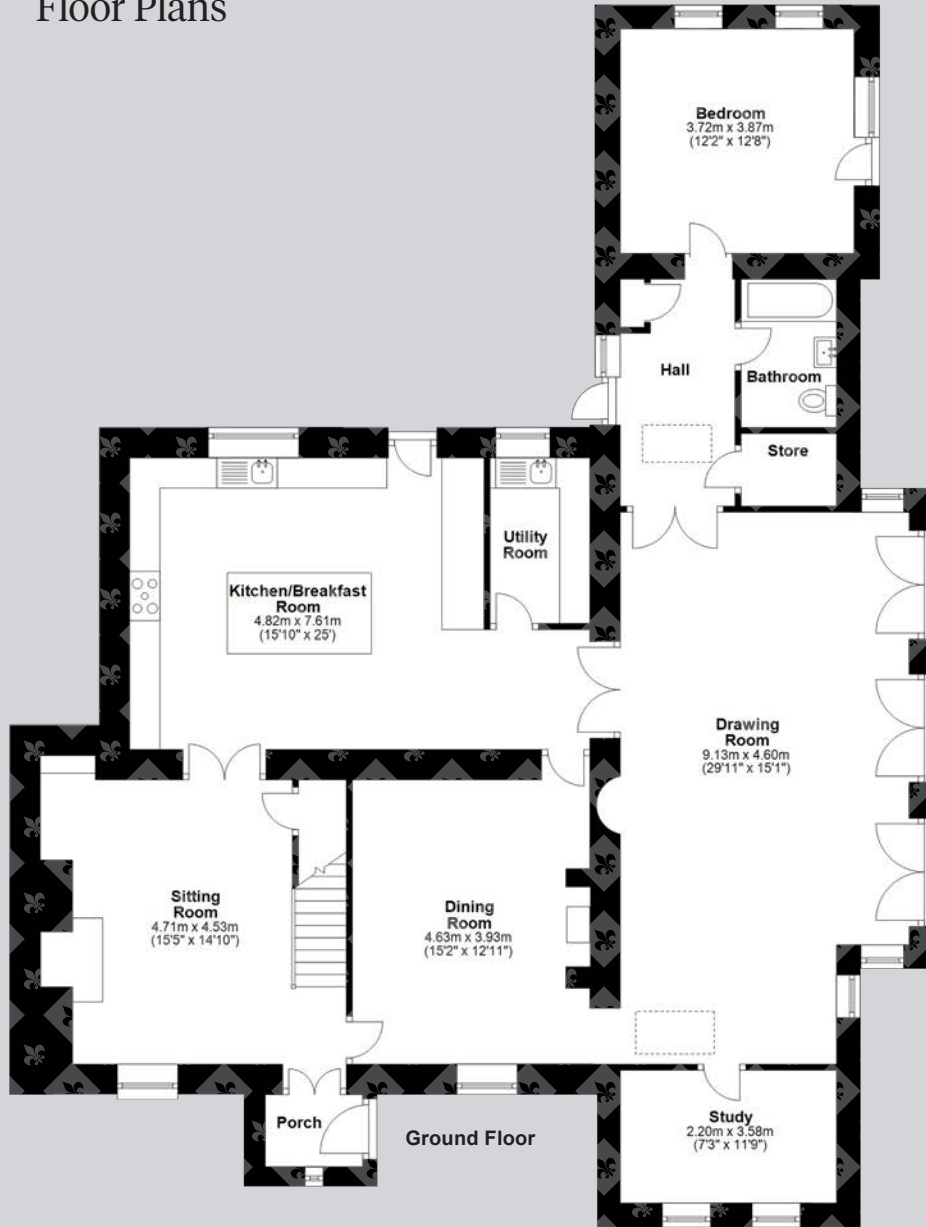 Floor Plans
Bedroom
3.72m x 3.87m
(12'2" x 12'8")
Hall
Bathroom
Store
Utility
Room
Kitchen/Breakfast
Room
4.82m x 7.61m
(15'10" x 25')
Drawing
Room
9.13m x 4.60m
(29'11" x 15'1")
Sitting
Room
4.71m x 4.53m
(15'5" x 14'10")
Dining
Room
4.63m x 3.93m
(15'2" x 12'11")
Porch
Ground Floor
Study
2.20m x 3.58m
(7'3" x 11'9")